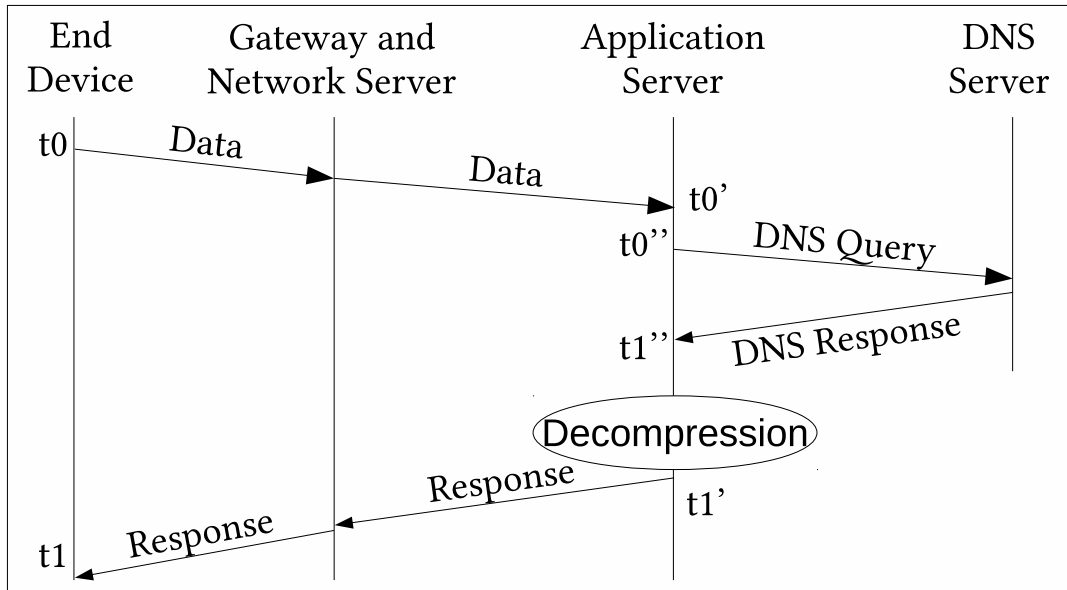 End
Device
Gateway and
Network Server
Application
Server
DNS
Server
t0
Data
Data
t0’
t0’’
DNS Query
t1’’
DNS Response
Decompression
Response
t1’
Response
t1